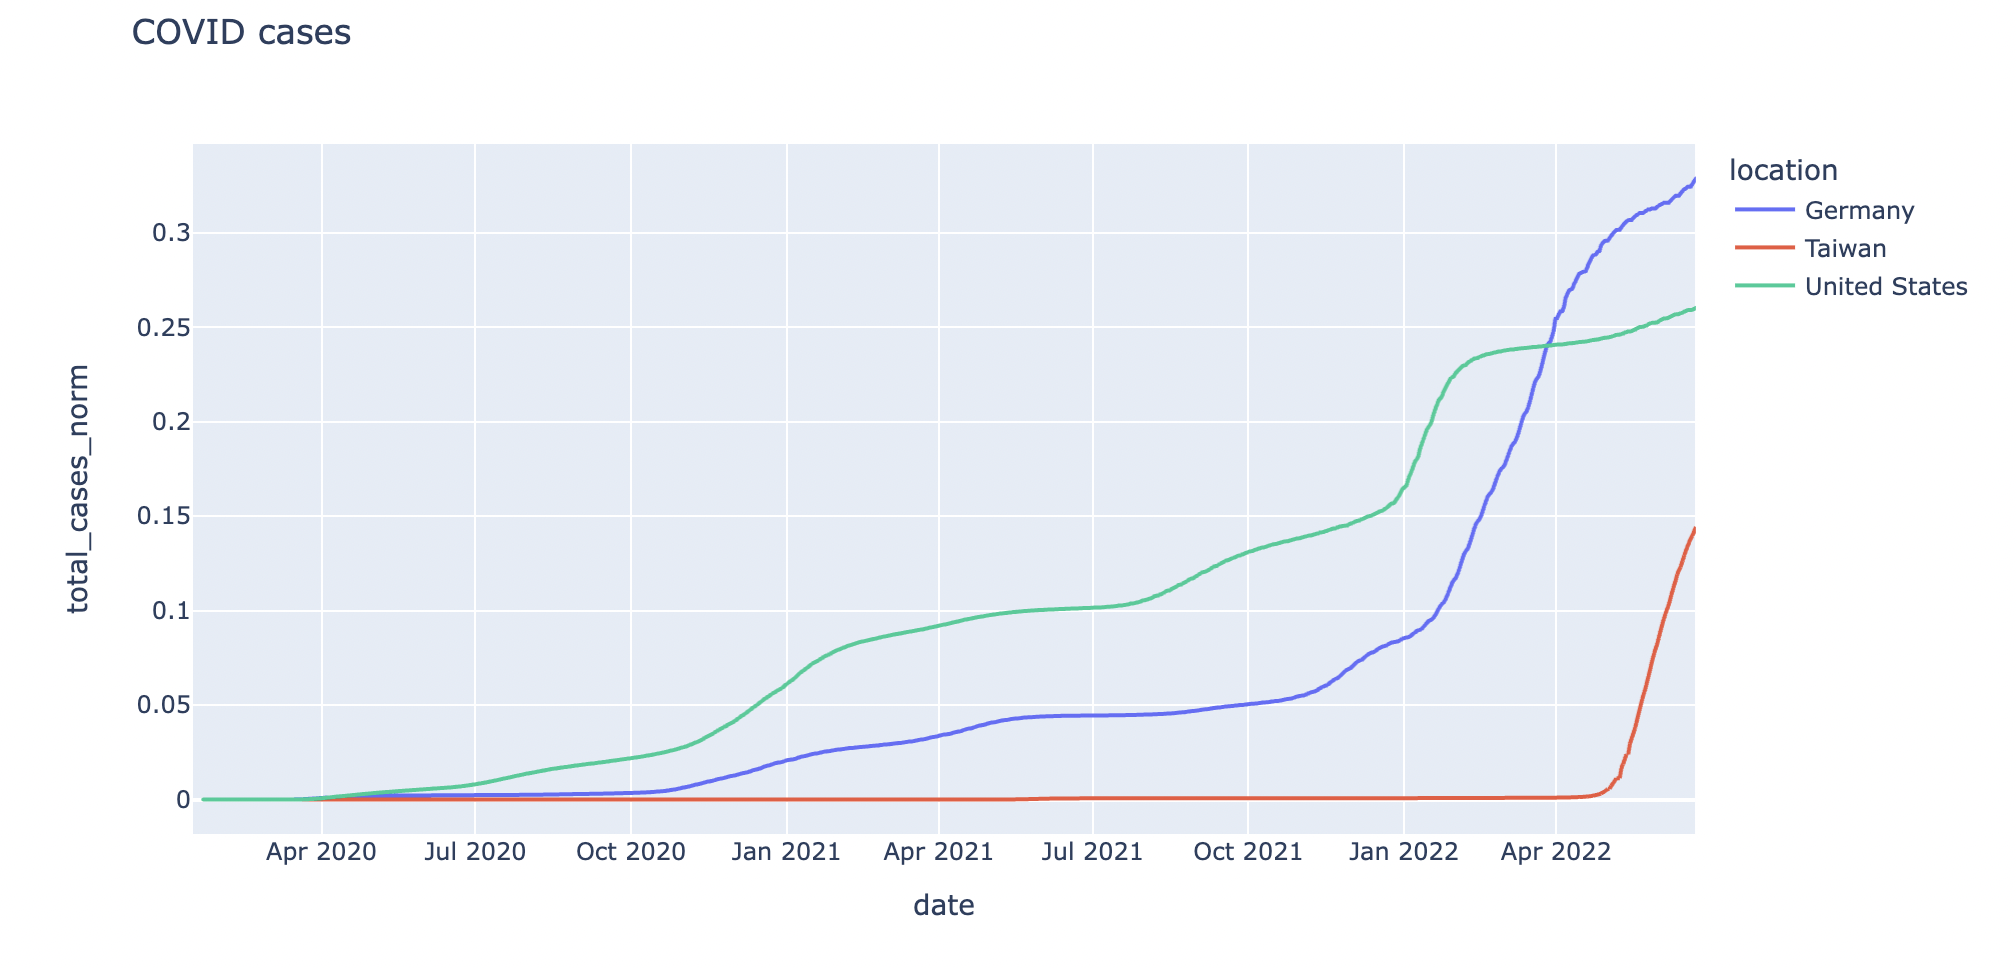 COVID cases
total_cases_norm
0.3
0.25
0.2
0.15
0.1
0.05
0
Apr 2020
Jul 2020
Oct 2020
Jan 2021
Apr 2021
Jul 2021
Oct 2021
Jan 2022
Apr 2022
date
location
Germany
Taiwan
United States